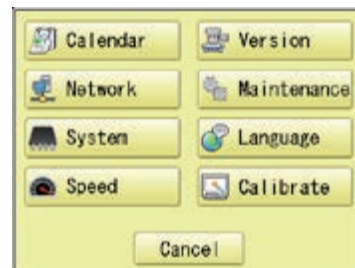 Calendar
Version
Network
Maintenance
System
Language
Speed
Calibrate
Cancel